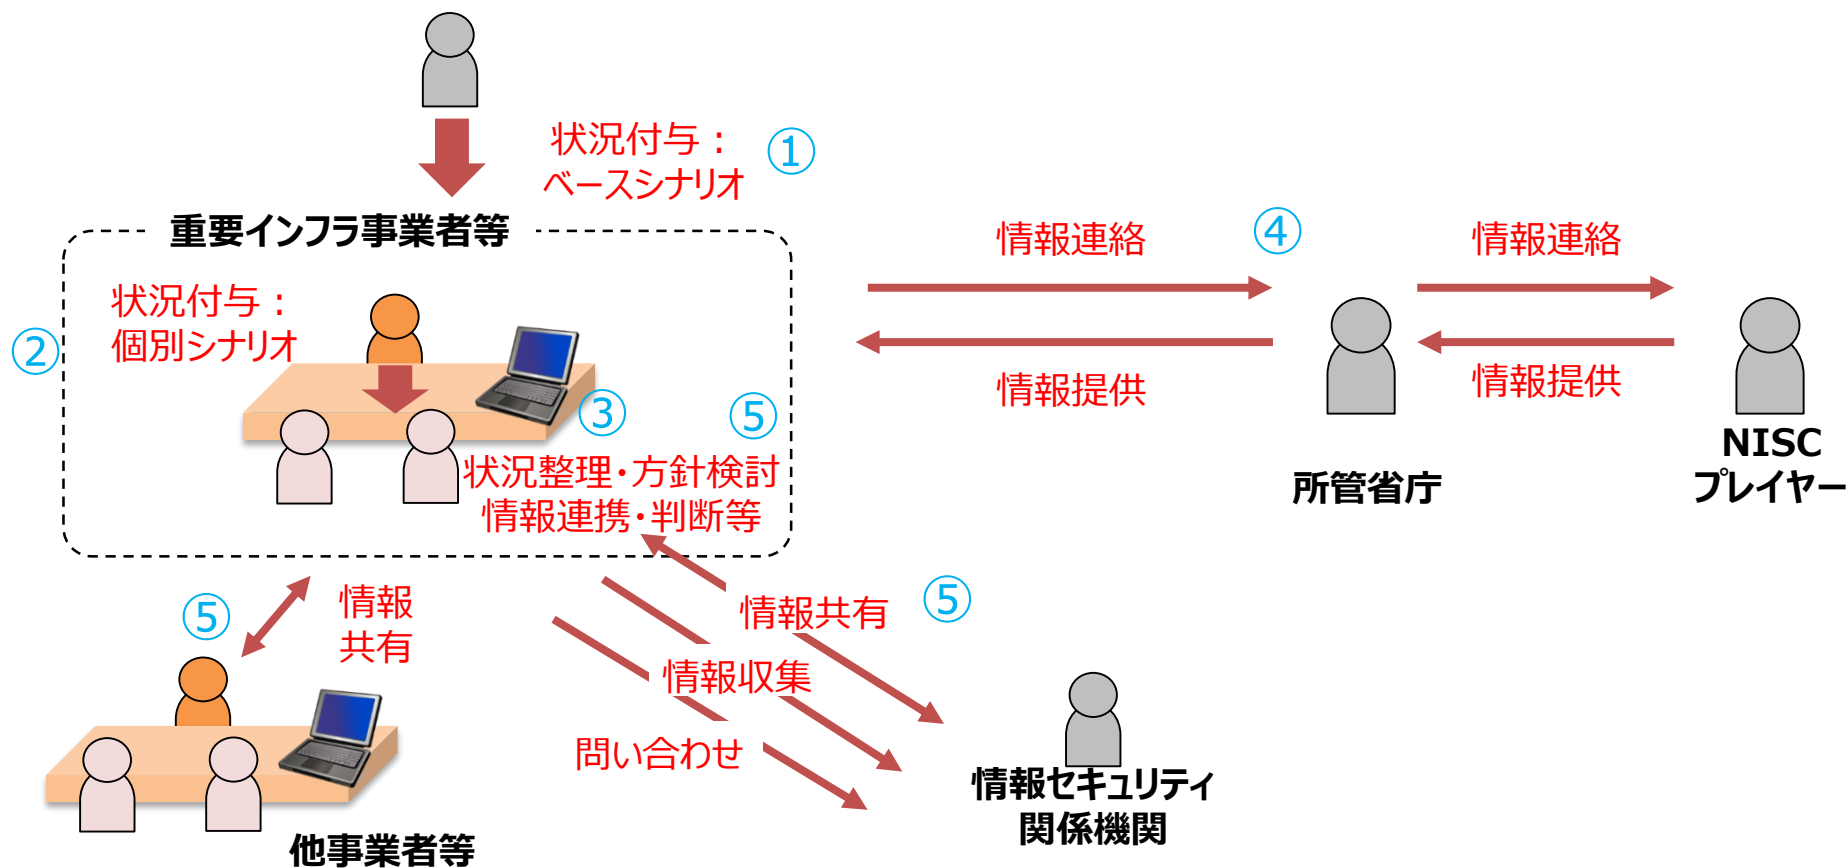 状況付与：
ベースシナリオ
①
重要インフラ事業者等
状況付与：
個別シナリオ
②
③
⑤
状況整理・方針検討
情報連携・判断等
情報連絡
④
情報連絡
情報提供
情報提供
所管省庁
NISC
プレイヤー
⑤
情報
共有
情報共有
⑤
情報収集
問い合わせ
情報セキュリティ
関係機関
他事業者等